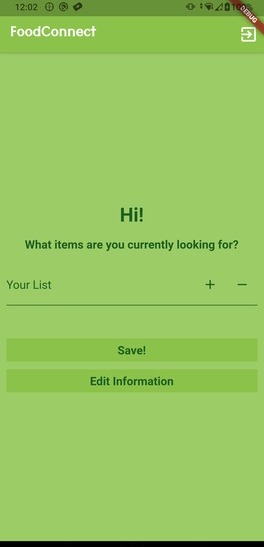 12:02
DEBUG
FoodConnect
Hi!
What items are you currently looking for?
Your List + −
Save!
Edit Information